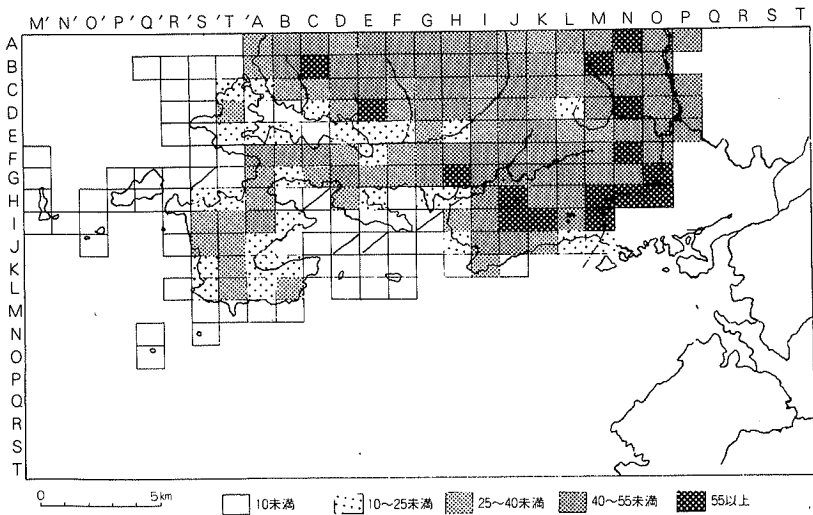 M' N' O' P' Q' R' S' T' A B C D E F G H I J K L M N O P Q R S T
A
B
C
D
E
F
G
H
I
J
K
L
M
N
O
P
Q
R
S
T
0 5km
10未満 10～25未満 25～40未満 40～55未満 55以上